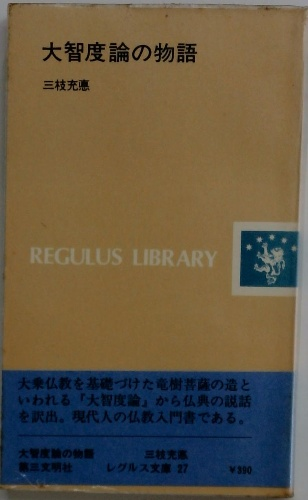 大智度論の物語
三枝充悳
REGULUS LIBRARY
大乗仏教を基礎づけた竜樹菩薩の造と
いわれる『大智度論』から仏典の説話
を訳出。現代人の仏教入門書である。
大智度論の物語 三枝充悳
第三文明社 レグルス文庫 27 ¥390